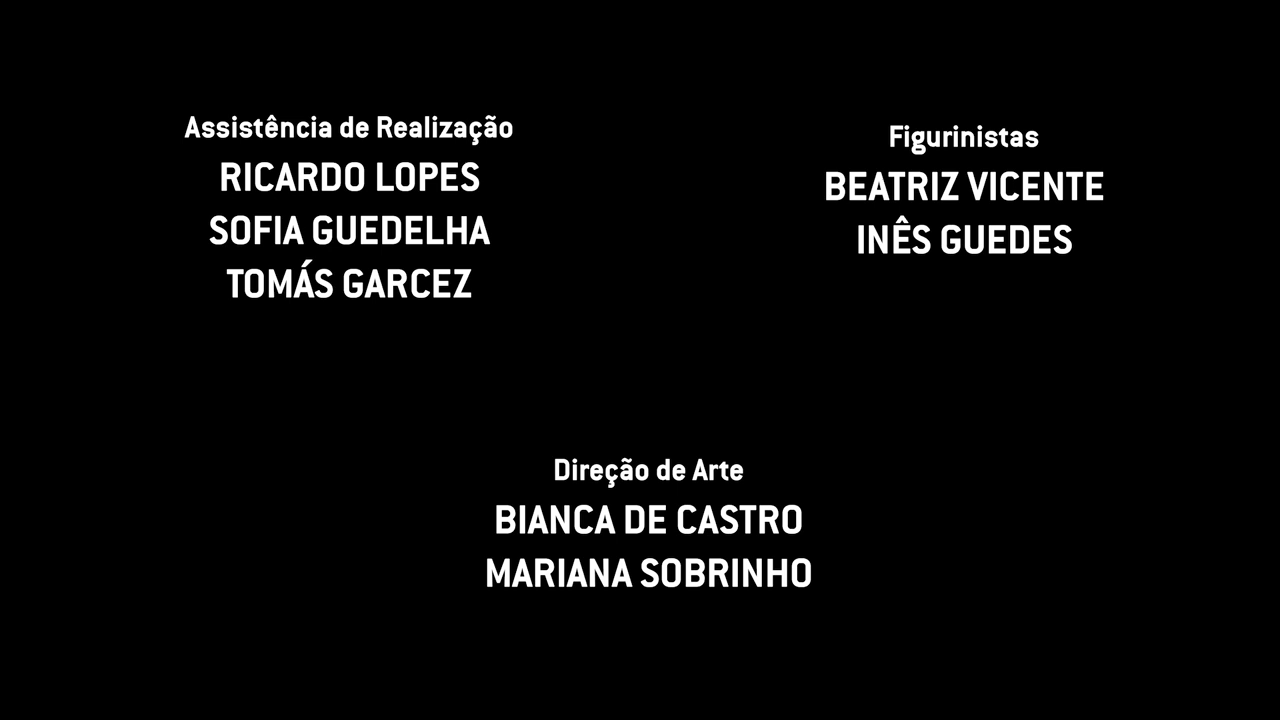 Assistência de Realização
RICARDO LOPES
SOFIA GUEDELHA
TOMÁS GARCEZ
Figurinistas
BEATRIZ VICENTE
INÊS GUEDES
Direção de Arte
BIANCA DE CASTRO
MARIANA SOBRINHO